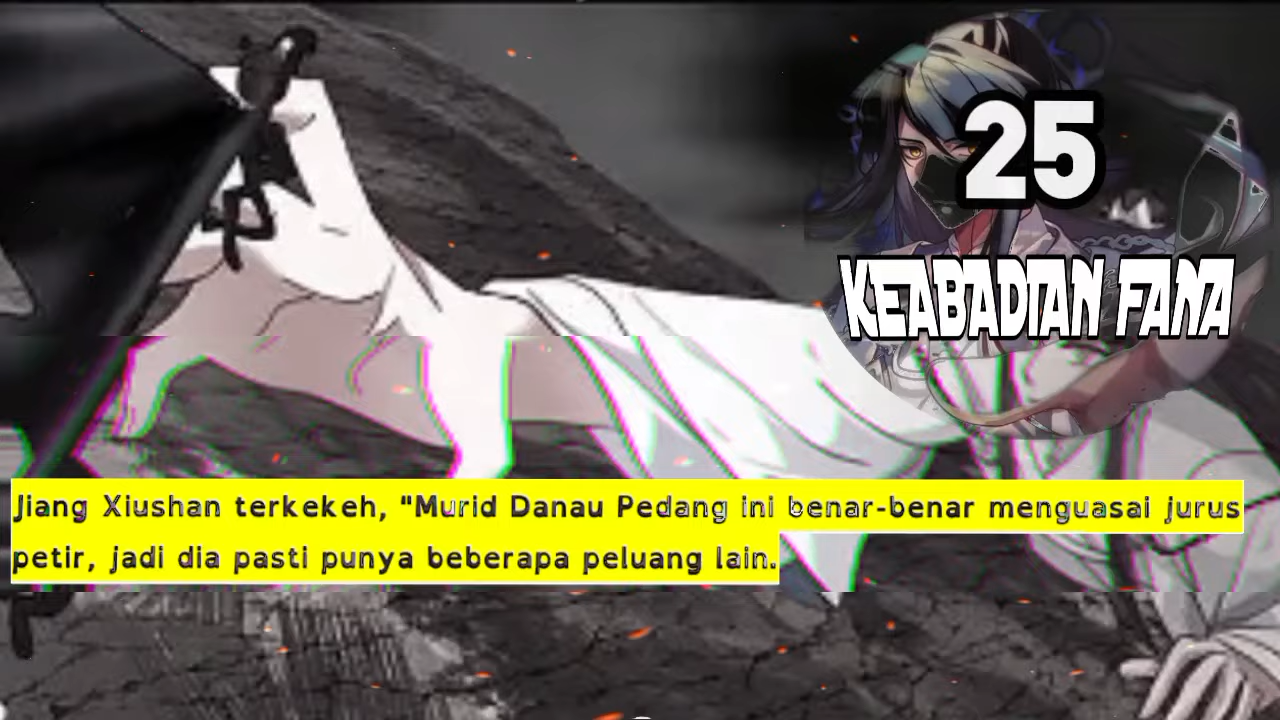 25
KEABADIAN FANA
Jiang Xiushan terkekeh, "Murid Danau Pedang ini benar-benar menguasai jurus
petir, jadi dia pasti punya beberapa peluang lain.